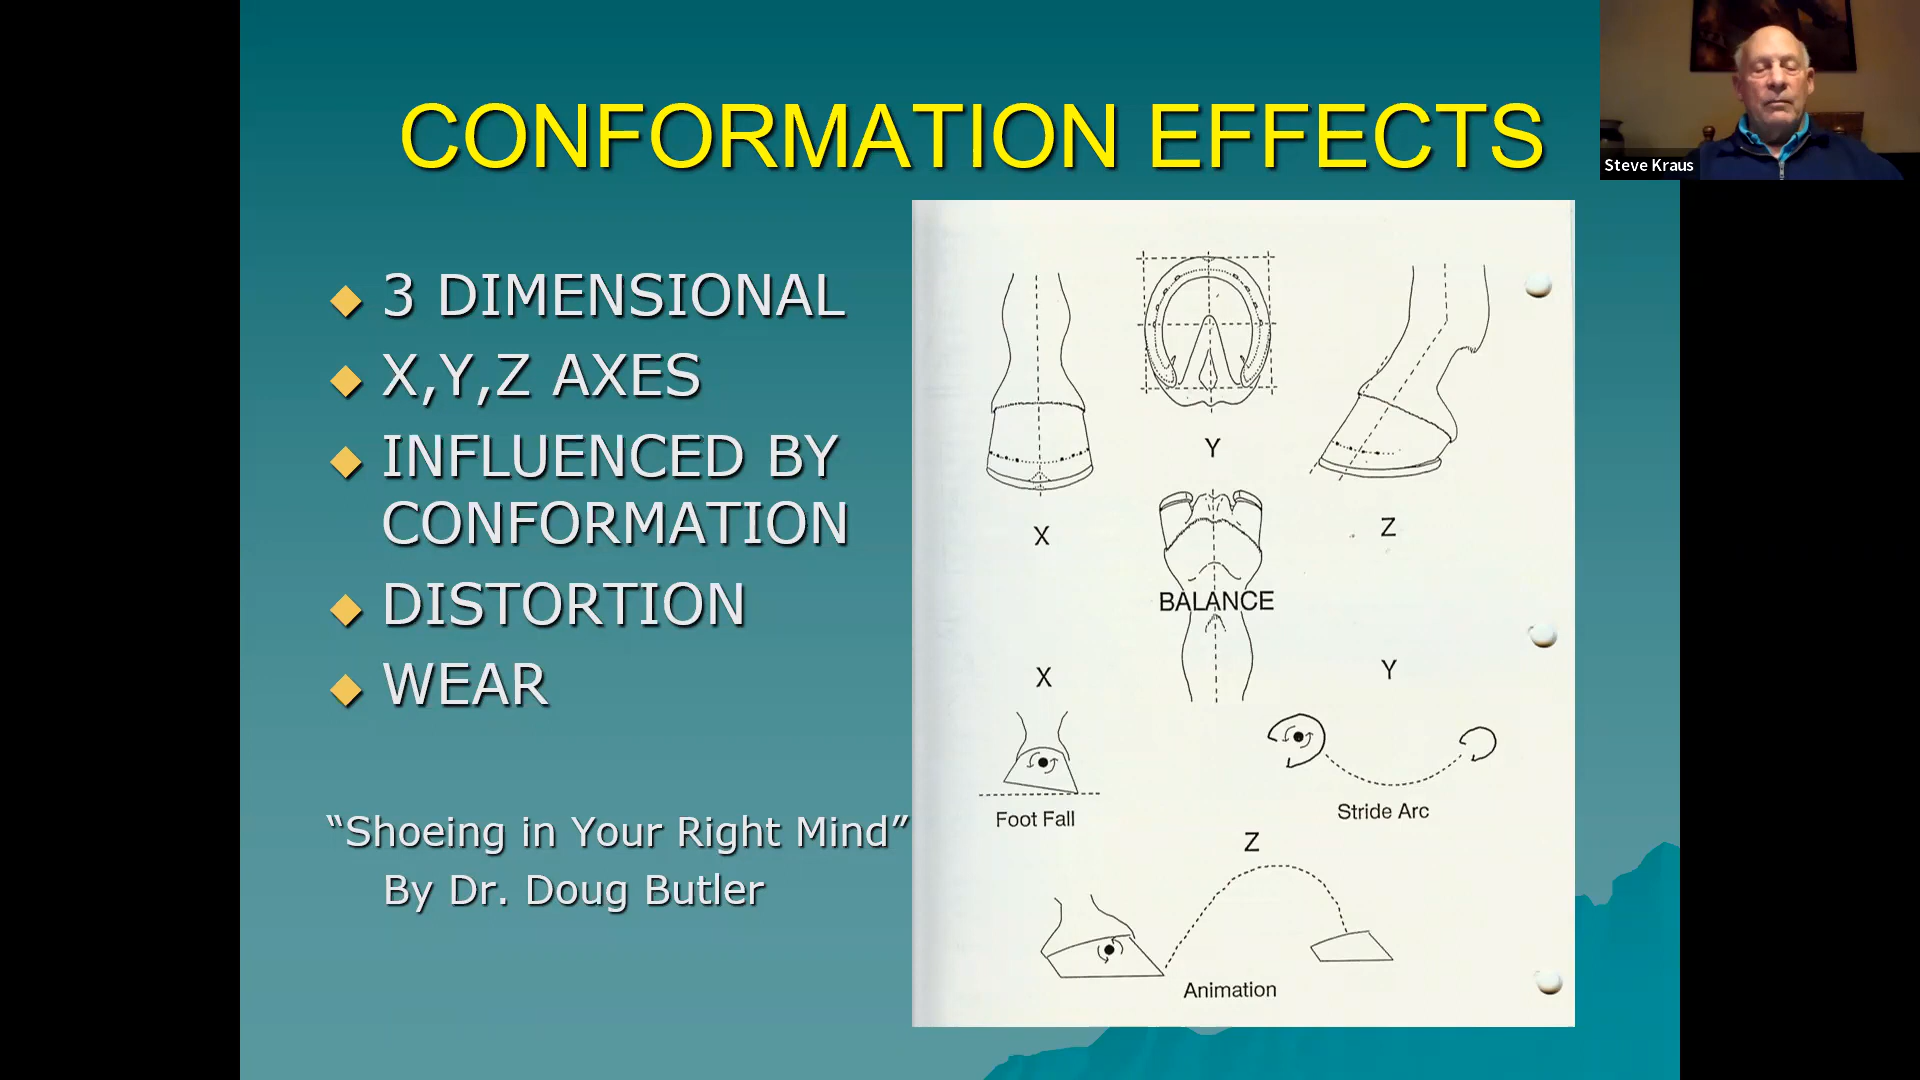 CONFORMATION EFFECTS
Steve Kraus
3 DIMENSIONAL
X,Y,Z AXES
INFLUENCED BY
CONFORMATION
DISTORTION
WEAR
“Shoeing in Your Right Mind”
By Dr. Doug Butler
Y
X
Z
BALANCE
X
Y
Foot Fall
Stride Arc
Z
Animation